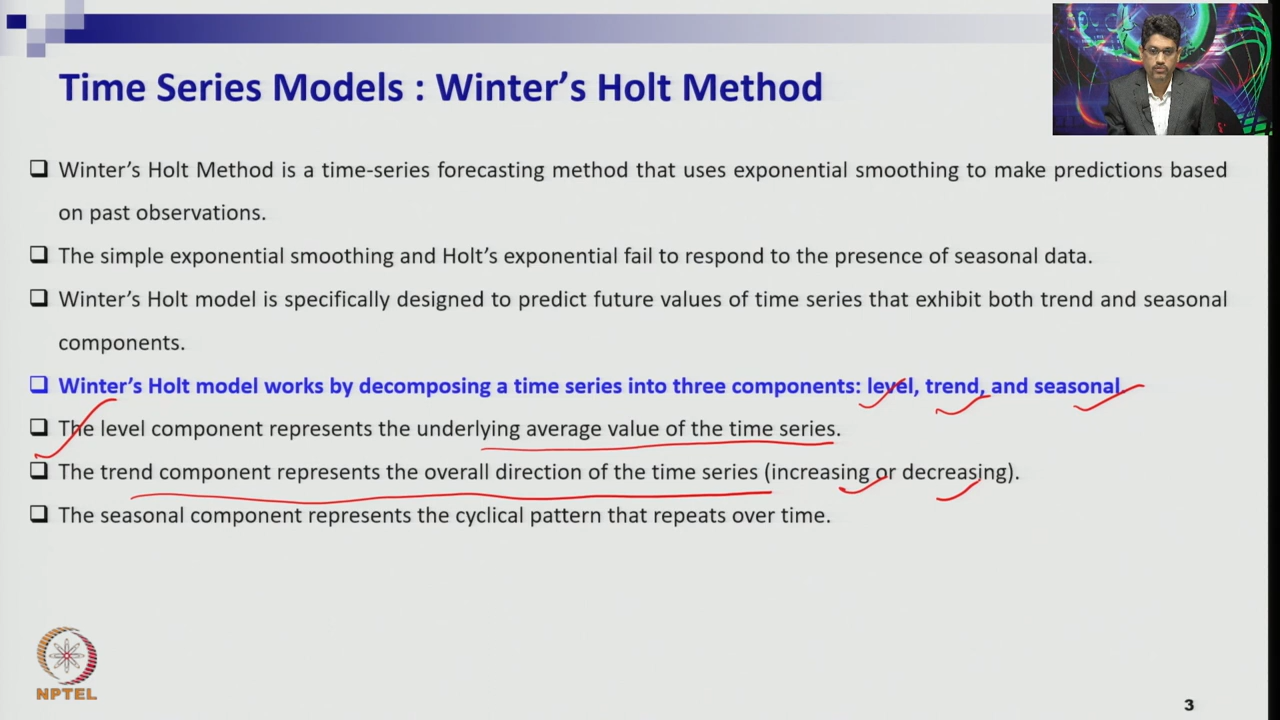 Time Series Models : Winter's Holt Method
❑ Winter's Holt Method is a time-series forecasting method that uses exponential smoothing to make predictions based
on past observations.
❑ The simple exponential smoothing and Holt's exponential fail to respond to the presence of seasonal data.
❑ Winter's Holt model is specifically designed to predict future values of time series that exhibit both trend and seasonal
components.
❑ Winter's Holt model works by decomposing a time series into three components: level, trend, and seasonal.
❑ The level component represents the underlying average value of the time series.
❑ The trend component represents the overall direction of the time series (increasing or decreasing).
❑ The seasonal component represents the cyclical pattern that repeats over time.
NPTEL
3